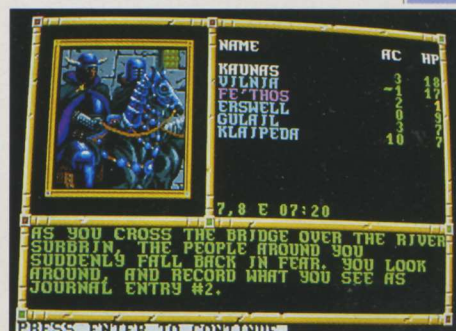 NAME AC HP
KAUNAS 3 18
VILNIA -1 17
FE'THOS 2 1
ERSWELL 0 9
GULAIL 3 7
KLAIPEDA 10 7
7,8 E 07:20
AS YOU CROSS THE BRIDGE OVER THE RIVER
SURBRIN, THE PEOPLE AROUND YOU
SUDDENLY FALL BACK IN FEAR. YOU LOOK
AROUND, AND RECORD WHAT YOU SEE AS
JOURNAL ENTRY #2.
PRESS ENTER TO CONTINUE